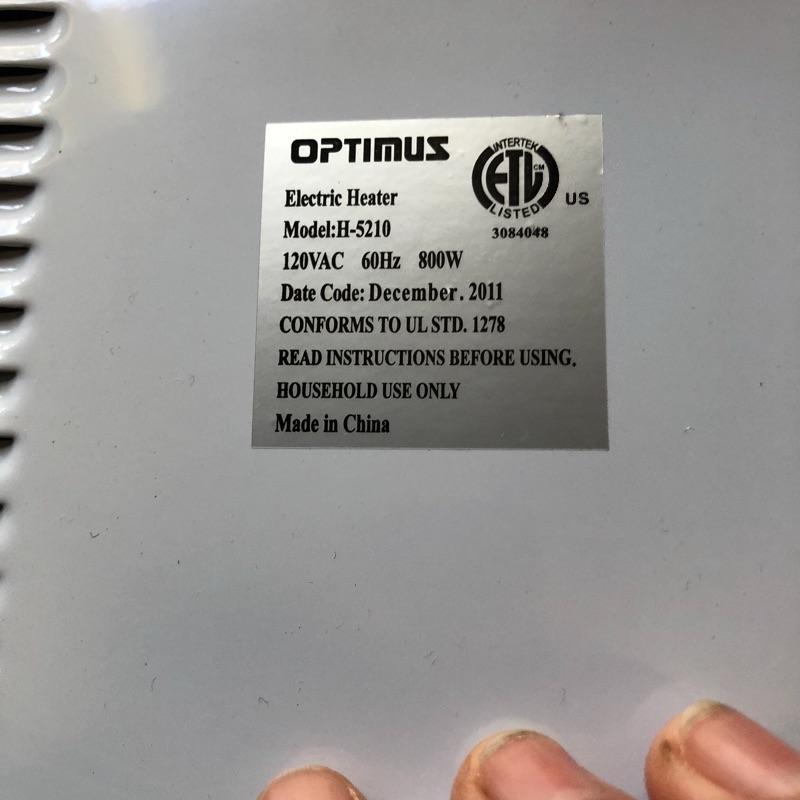 OPTIMUS
Electric Heater
Model:H-5210
120VAC 60Hz 800W
Date Code: December. 2011
CONFORMS TO UL STD. 1278
READ INSTRUCTIONS BEFORE USING.
HOUSEHOLD USE ONLY
Made in China
INTERTEK
ETL CM
LISTED
US
3084048